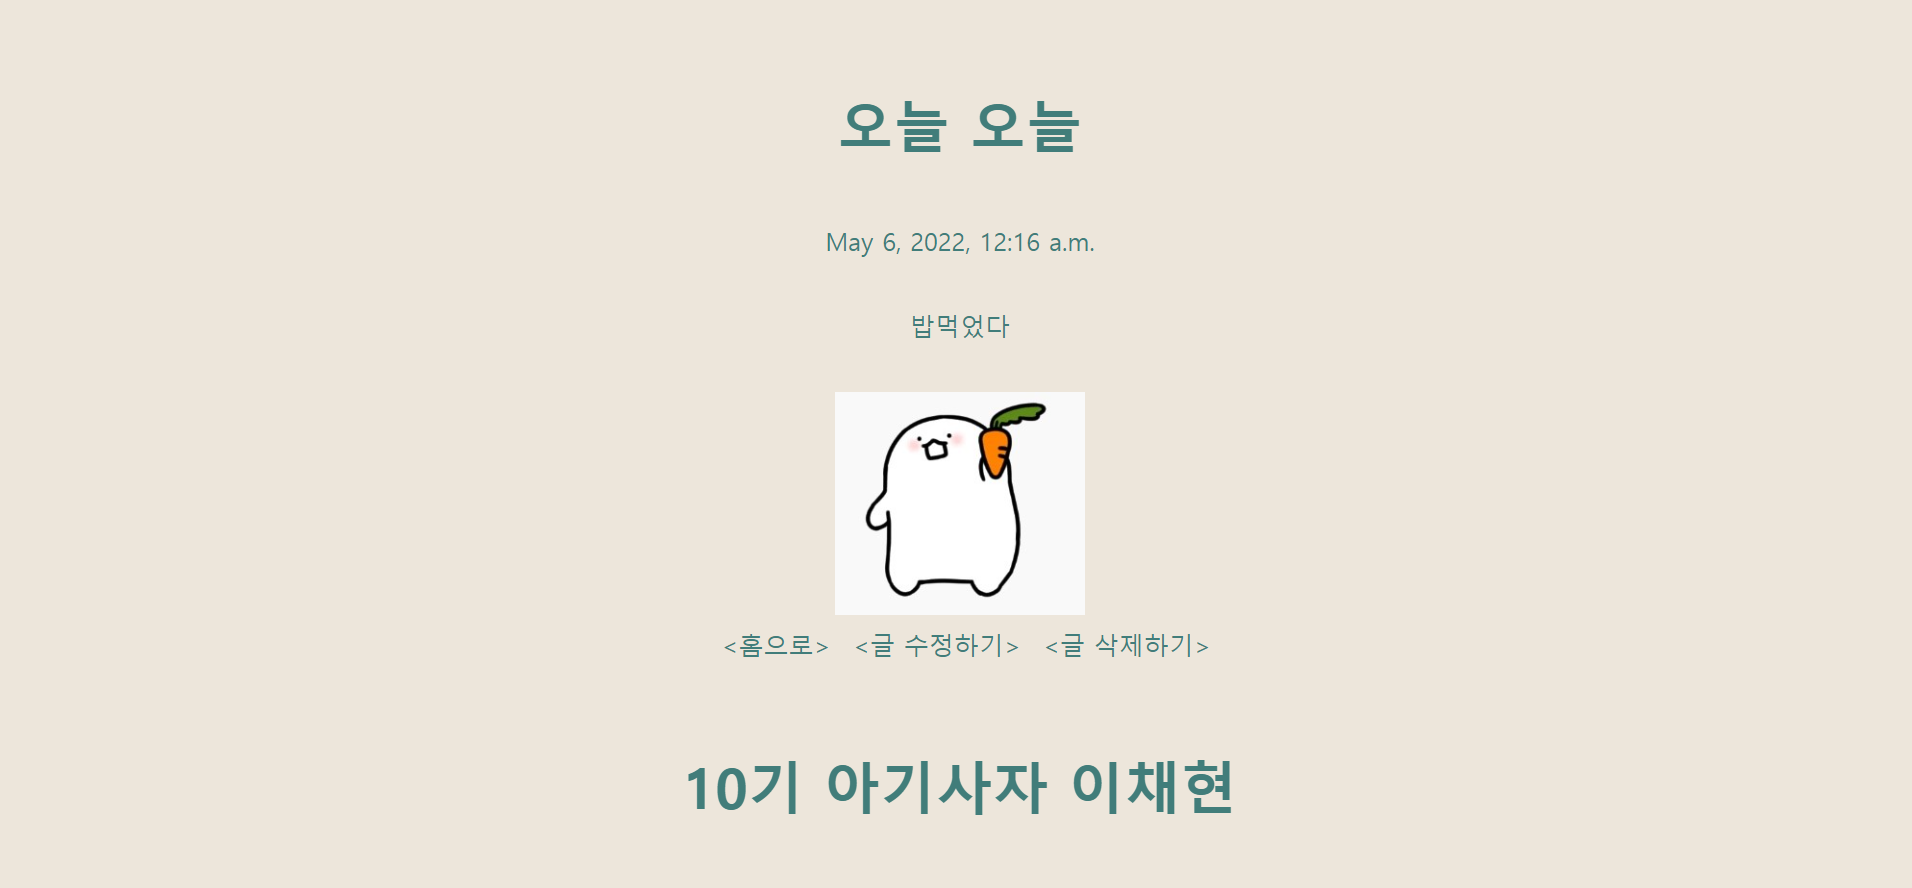 오늘 오늘
May 6, 2022, 12:16 a.m.
밥먹었다
<홈으로> <글 수정하기> <글 삭제하기>
10기 아기사자 이채현